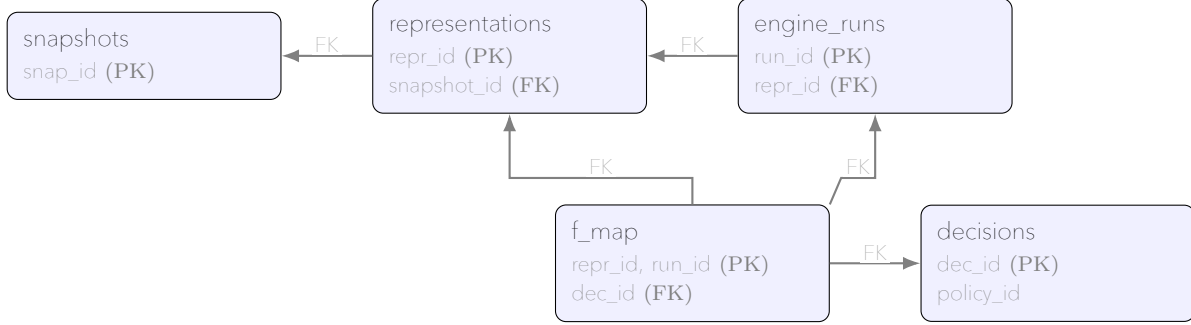 snapshots
snap_id (PK)
FK
representations
repr_id (PK)
snapshot_id (FK)
FK
engine_runs
run_id (PK)
repr_id (FK)
FK
FK
f_map
repr_id, run_id (PK)
dec_id (FK)
FK
decisions
dec_id (PK)
policy_id